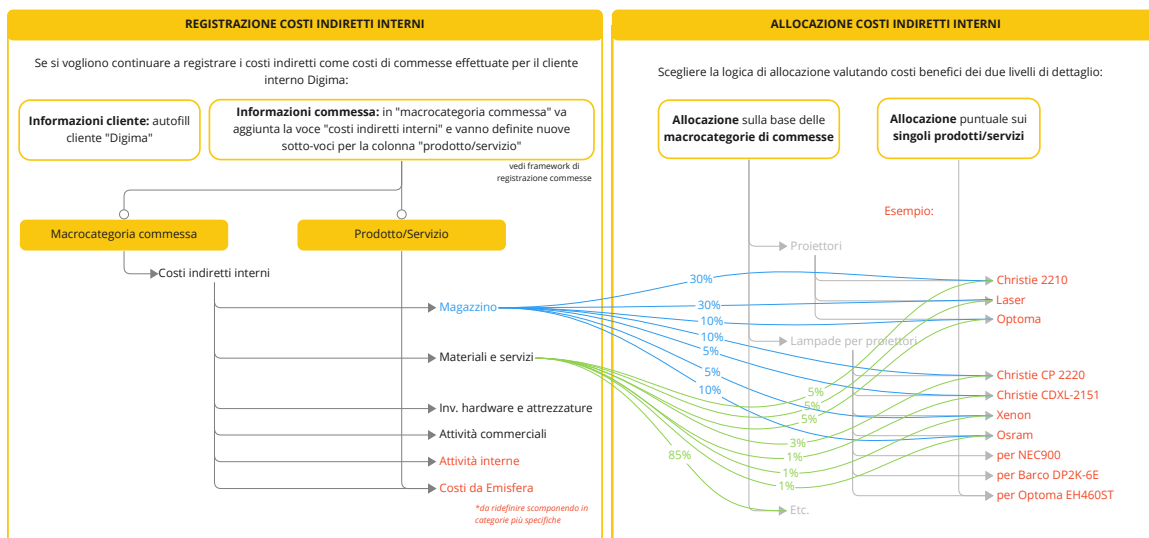 REGISTRAZIONE COSTI INDIRETTI INTERNI
Se si vogliono continuare a registrare i costi indiretti come costi di commesse effettuate per il cliente
interno Digima:
Informazioni cliente: autofill
cliente "Digima"
Informazioni commessa: in "macrocategoria commessa" va
aggiunta la voce "costi indiretti interni" e vanno definite nuove
sotto-voci per la colonna "prodotto/servizio"
vedi framework di
registrazione commesse
Macrocategoria commessa
Prodotto/Servizio
Costi indiretti interni
Magazzino
Materiali e servizi
Inv. hardware e attrezzature
Attività commerciali
Attività interne
Costi da Emisfera
*da ridefinire scomponendo in
categorie più specifiche
ALLOCAZIONE COSTI INDIRETTI INTERNI
Scegliere la logica di allocazione valutando costi benefici dei due livelli di dettaglio:
Allocazione sulla base delle
macrocategorie di commesse
Allocazione puntuale sui
singoli prodotti/servizi
Esempio:
Proiettori
30%
30%
10%
10%
5%
5%
10%
Lampade per proiettori
5%
5%
5%
3%
1%
1%
1%
85%
Etc.
Christie 2210
Laser
Optoma
Christie CP 2220
Christie CDXL-2151
Xenon
Osram
per NEC900
per Barco DP2K-6E
per Optoma EH460ST